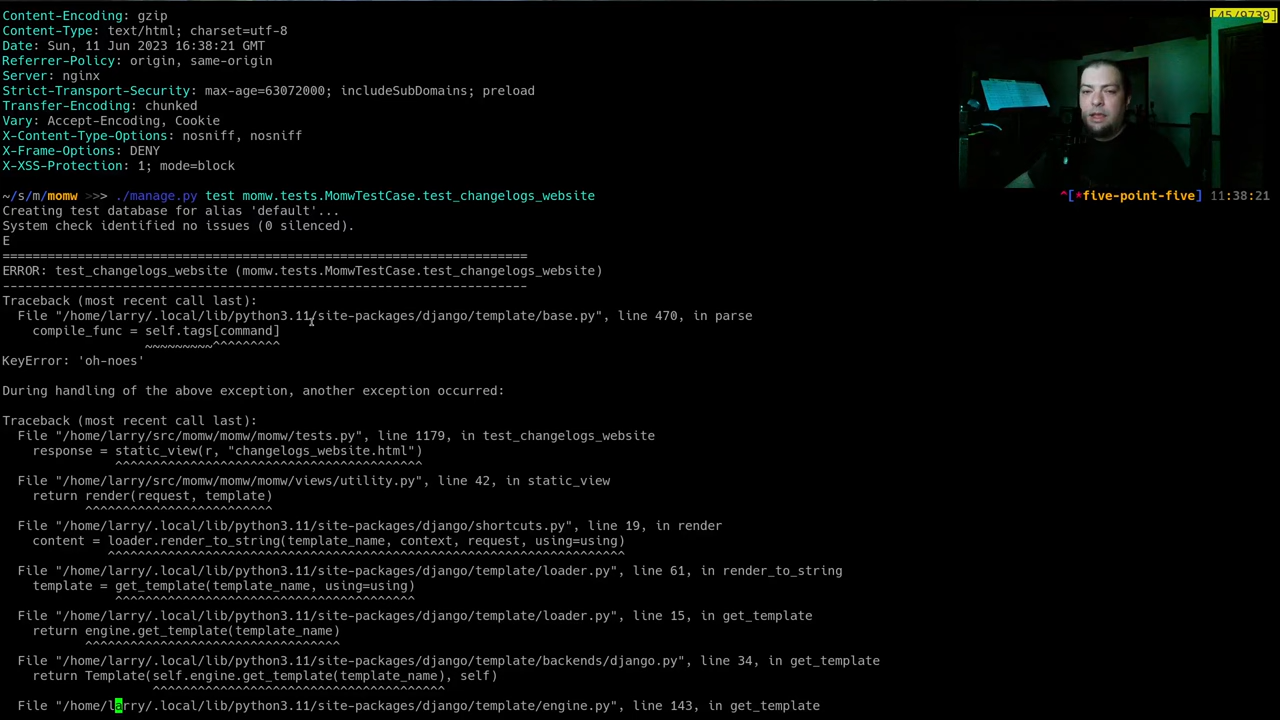 Content-Encoding: gzip
[45/9739]
Content-Type: text/html; charset=utf-8
Date: Sun, 11 Jun 2023 16:38:21 GMT
Referrer-Policy: origin, same-origin
Server: nginx
Strict-Transport-Security: max-age=63072000; includeSubDomains; preload
Transfer-Encoding: chunked
Vary: Accept-Encoding, Cookie
X-Content-Type-Options: nosniff, nosniff
X-Frame-Options: DENY
X-XSS-Protection: 1; mode=block
~/s/m/momw >>> ./manage.py test momw.tests.MomwTestCase.test_changelogs_website ^[*five-point-five] 11:38:21
Creating test database for alias 'default'...
System check identified no issues (0 silenced).
E
======================================================================
ERROR: test_changelogs_website (momw.tests.MomwTestCase.test_changelogs_website)
----------------------------------------------------------------------
Traceback (most recent call last):
  File "/home/larry/.local/lib/python3.11/site-packages/django/template/base.py", line 470, in parse
    compile_func = self.tags[command]
                   ~~~~~~~~~^^^^^^^^^
KeyError: 'oh-noes'
During handling of the above exception, another exception occurred:
Traceback (most recent call last):
  File "/home/larry/src/momw/momw/momw/tests.py", line 1179, in test_changelogs_website
    response = static_view(r, "changelogs_website.html")
               ^^^^^^^^^^^^^^^^^^^^^^^^^^^^^^^^^^^^^^^^^
  File "/home/larry/src/momw/momw/momw/views/utility.py", line 42, in static_view
    return render(request, template)
           ^^^^^^^^^^^^^^^^^^^^^^^^^
  File "/home/larry/.local/lib/python3.11/site-packages/django/shortcuts.py", line 19, in render
    content = loader.render_to_string(template_name, context, request, using=using)
              ^^^^^^^^^^^^^^^^^^^^^^^^^^^^^^^^^^^^^^^^^^^^^^^^^^^^^^^^^^^^^^^^^^^^^
  File "/home/larry/.local/lib/python3.11/site-packages/django/template/loader.py", line 61, in render_to_string
    template = get_template(template_name, using=using)
               ^^^^^^^^^^^^^^^^^^^^^^^^^^^^^^^^^^^^^^^^
  File "/home/larry/.local/lib/python3.11/site-packages/django/template/loader.py", line 15, in get_template
    return engine.get_template(template_name)
           ^^^^^^^^^^^^^^^^^^^^^^^^^^^^^^^^^^
  File "/home/larry/.local/lib/python3.11/site-packages/django/template/backends/django.py", line 34, in get_template
    return Template(self.engine.get_template(template_name), self)
                    ^^^^^^^^^^^^^^^^^^^^^^^^^^^^^^^^^^^^^^^
  File "/home/larry/.local/lib/python3.11/site-packages/django/template/engine.py", line 143, in get_template